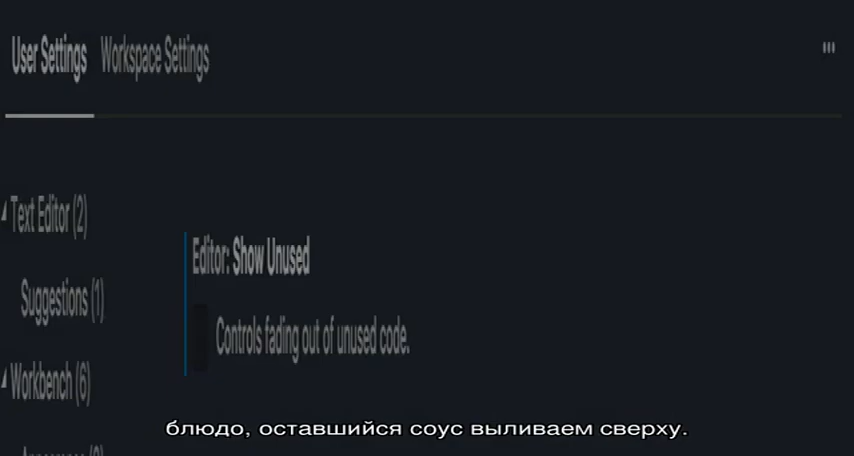 User Settings Workspace Settings
Text Editor (2)
Editor: Show Unused
Suggestions (1)
Controls fading out of unused code.
Workbench (6)
блюдо, оставшийся соус выливаем сверху.